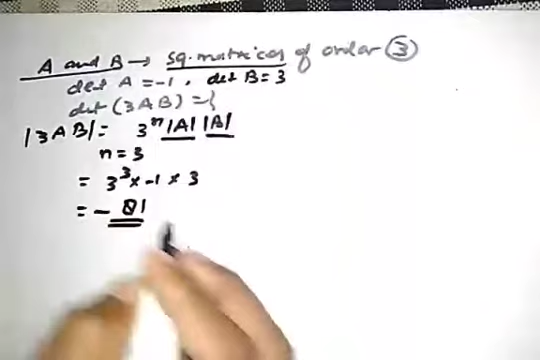 A and B → sq. matrices of order 3
det A = -1, det B = 3
det (3AB) = ?
|3AB| = 3ⁿ |A| |B|
n = 3
= 3³ x -1 x 3
= - 81